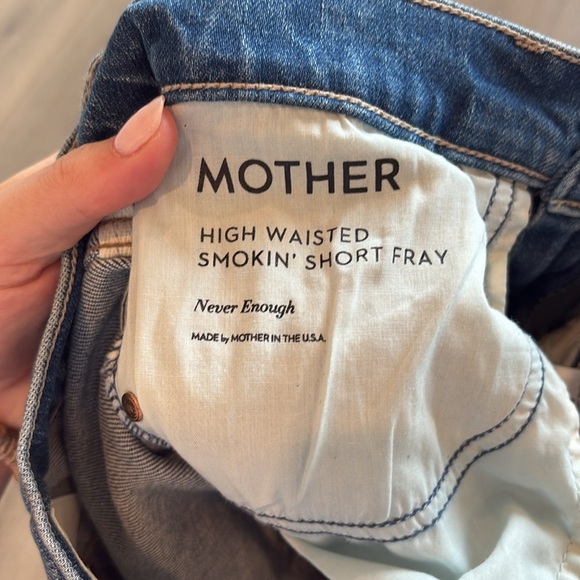 MOTHER
HIGH WAISTED
SMOKIN' SHORT FRAY
Never Enough
MADE by MOTHER IN THE U.S.A.